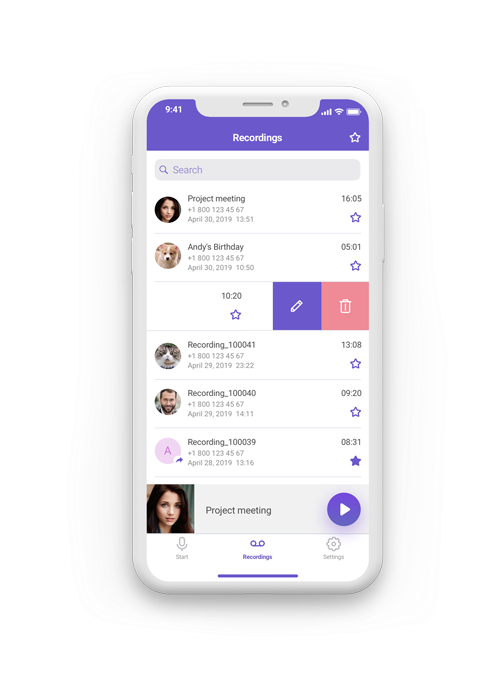 9:41
Recordings
Search
Project meeting 16:05
+1 800 123 45 67
April 30, 2019 13:51
Andy's Birthday 05:01
+1 800 123 45 67
April 30, 2019 10:50
10:20
Recording_100041 13:08
+1 800 123 45 67
April 29, 2019 23:22
Recording_100040 09:20
+1 800 123 45 67
April 29, 2019 14:11
A
Recording_100039 08:31
+1 800 123 45 67
April 28, 2019 13:16
Project meeting
Start Recordings Settings